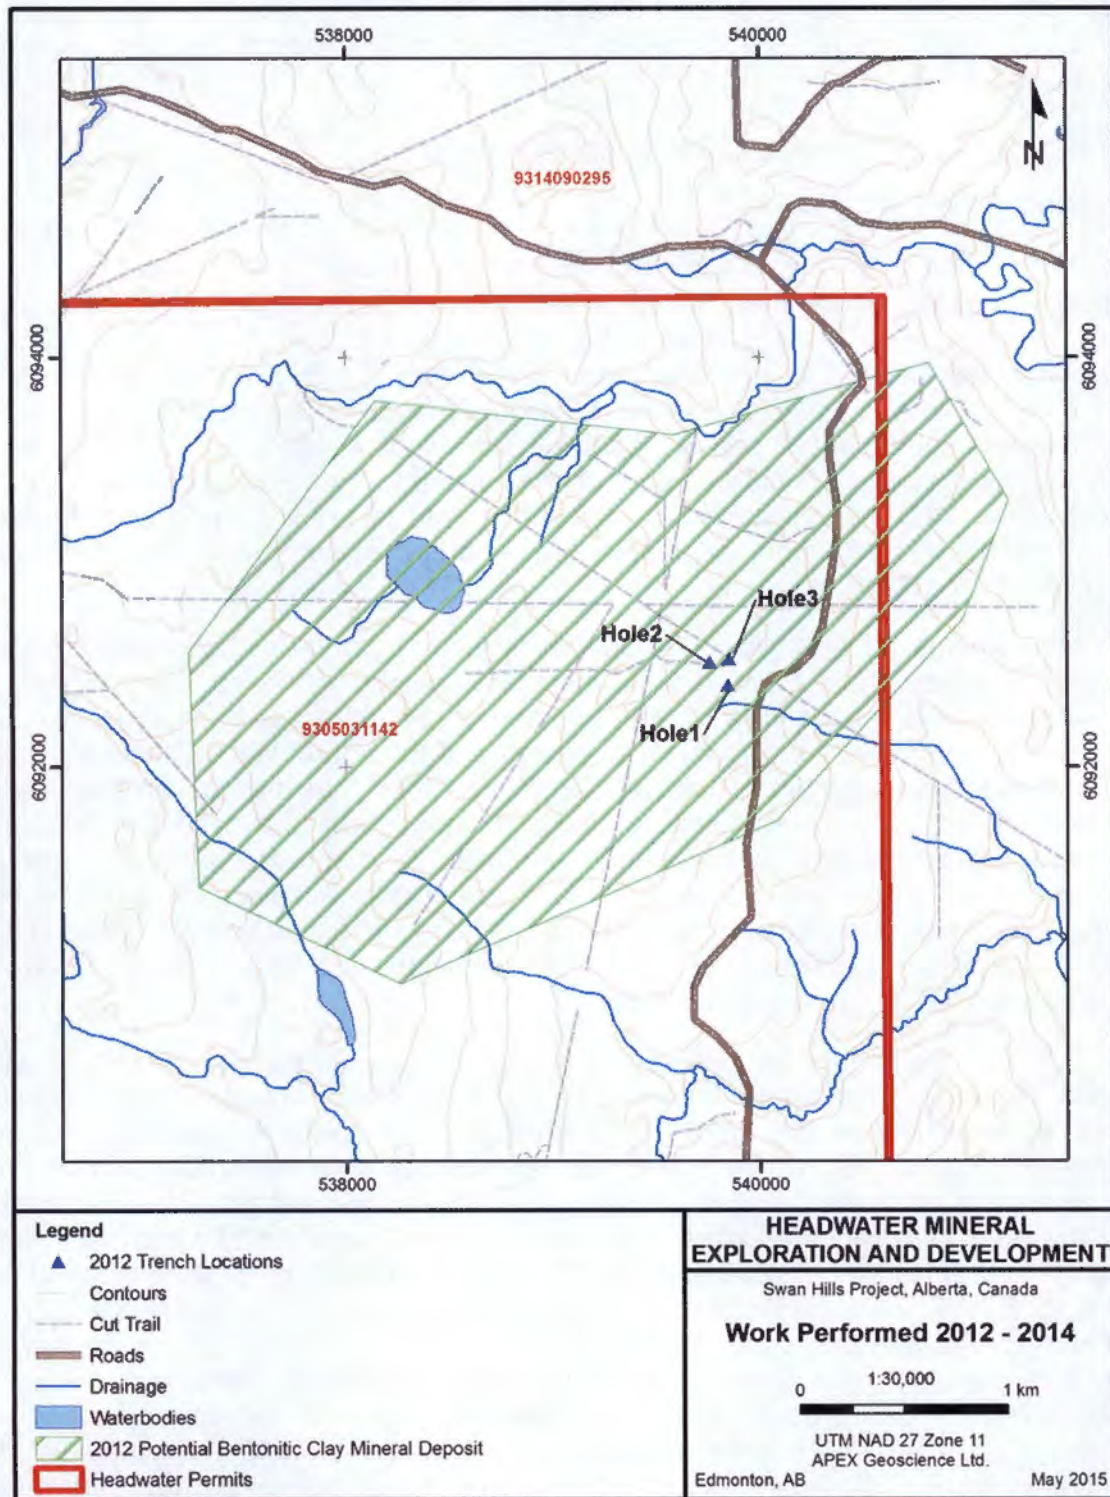 538000
540000
9314090295
N
6094000
6094000
Hole3
Hole2
Hole1
9305031142
6092000
6092000
538000
540000
Legend
2012 Trench Locations
Contours
Cut Trail
Roads
Drainage
Waterbodies
2012 Potential Bentonitic Clay Mineral Deposit
Headwater Permits
HEADWATER MINERAL
EXPLORATION AND DEVELOPMENT
Swan Hills Project, Alberta, Canada
Work Performed 2012 - 2014
1:30,000
0 1 km
UTM NAD 27 Zone 11
APEX Geoscience Ltd.
Edmonton, AB May 2015